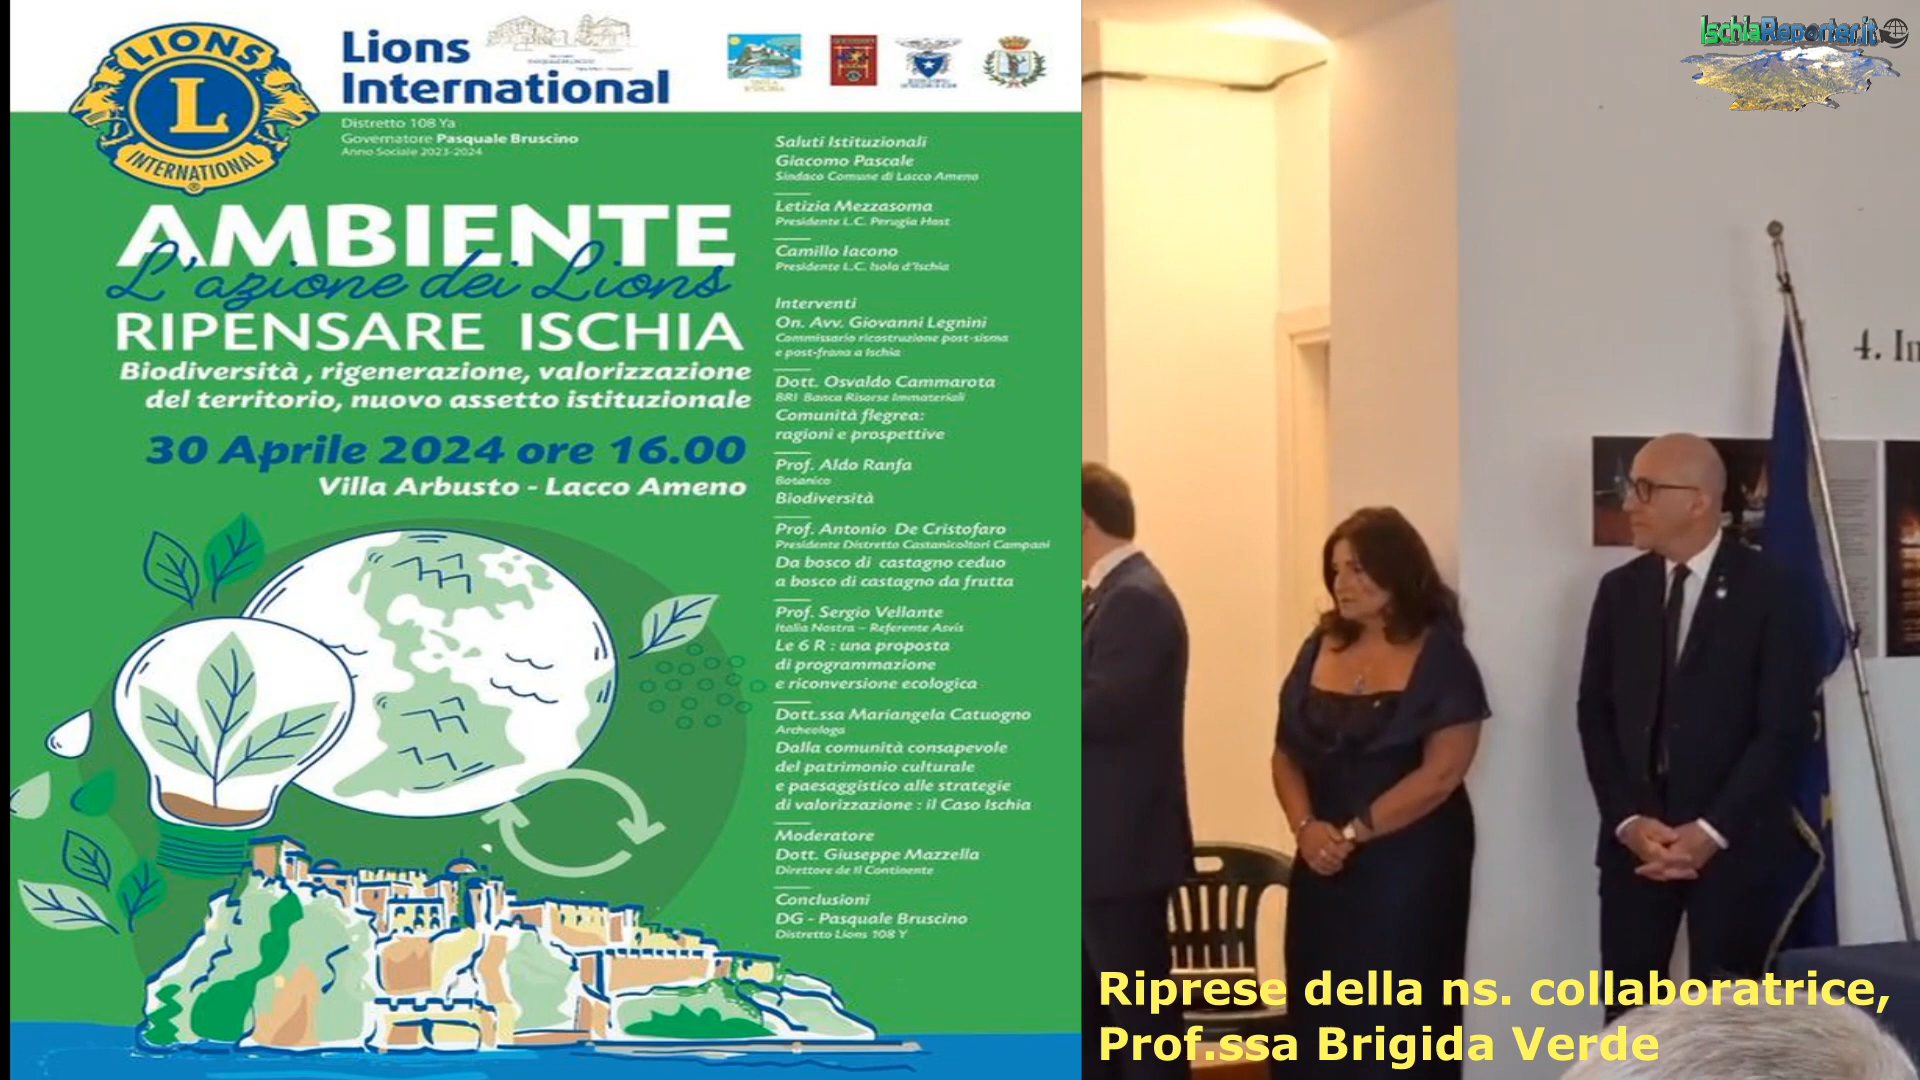 LIONS
L
INTERNATIONAL
®
Lions
International
Distretto 108 Ya
Governatore Pasquale Bruscino
Anno Sociale 2023-2024
AMBIENTE
L'azione dei Lions
RIPENSARE ISCHIA
Biodiversità , rigenerazione, valorizzazione
del territorio, nuovo assetto istituzionale
30 Aprile 2024 ore 16.00
Villa Arbusto - Lacco Ameno
Saluti Istituzionali
Giacomo Pascale
Sindaco Comune di Lacco Ameno
Letizia Mezzasoma
Presidente L.C. Perugia Host
Camillo Iacono
Presidente L.C. Isola d'Ischia
Interventi
On. Avv. Giovanni Legnini
Commissario ricostruzione post-sisma
e post-frana a Ischia
Dott. Osvaldo Cammarota
BRI Banca Risorse Immateriali
Comunità flegrea:
ragioni e prospettive
Prof. Aldo Ranfa
Botanico
Biodiversità
Prof. Antonio De Cristofaro
Presidente Distretto Castanicoltori Campani
Da bosco di castagno ceduo
a bosco di castagno da frutta
Prof. Sergio Vellante
Italia Nostra – Referente Asvis
Le 6 R : una proposta
di programmazione
e riconversione ecologica
Dott.ssa Mariangela Catuogno
Archeologa
Dalla comunità consapevole
del patrimonio culturale
e paesaggistico alle strategie
di valorizzazione : il Caso Ischia
Moderatore
Dott. Giuseppe Mazzella
Direttore de Il Continente
Conclusioni
DG - Pasquale Bruscino
Distretto Lions 108 Y
IschiaReporter.it
4. In
Riprese della ns. collaboratrice,
Prof.ssa Brigida Verde